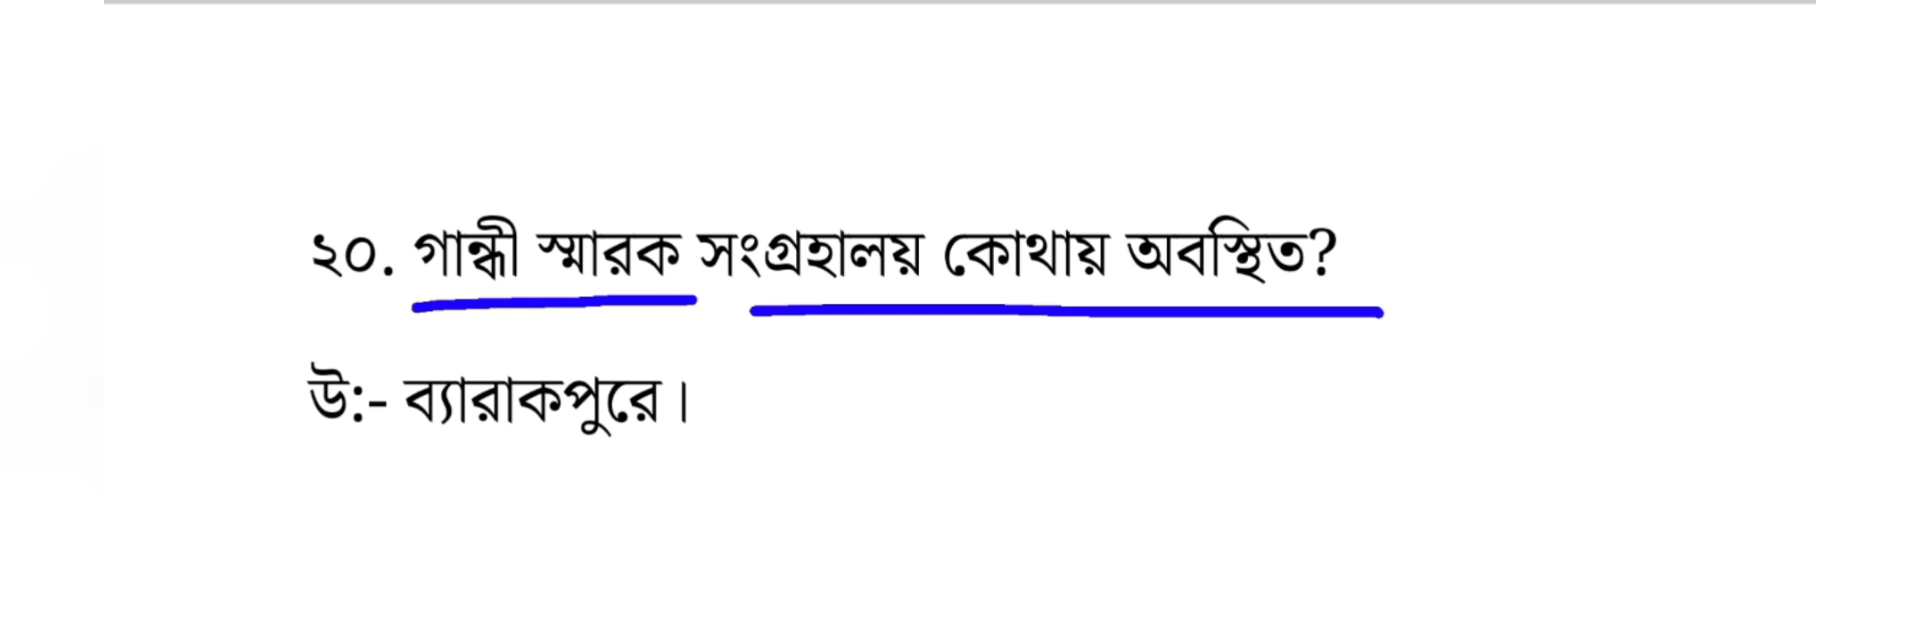 ২০. গান্ধী স্মারক সংগ্রহালয় কোথায় অবস্থিত?
উ:- ব্যারাকপুরে।